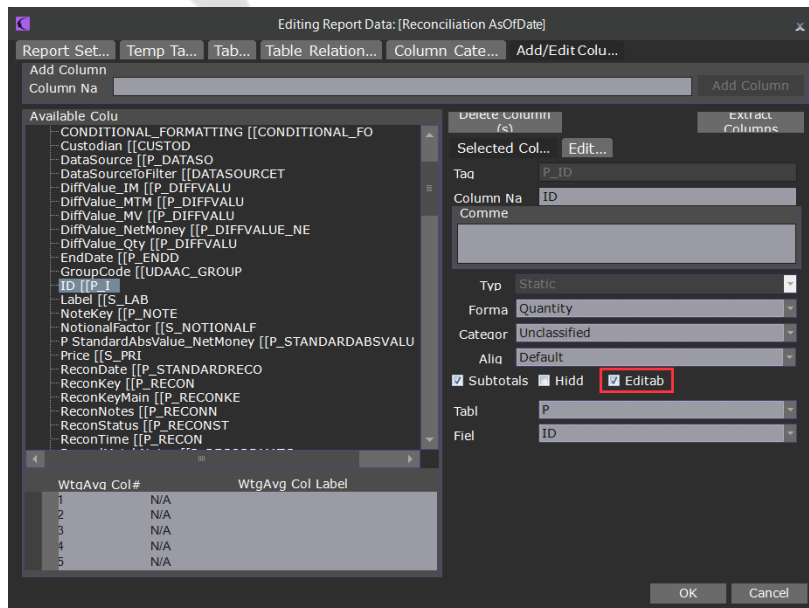 Editing Report Data: [Reconciliation AsOfDate]
x
Report Set... Temp Ta... Tab... Table Relation... Column Cate... Add/Edit Colu...
Add Column
Column Na
Add Column
Available Colu
CONDITIONAL_FORMATTING [[CONDITIONAL_FO
Custodian [[CUSTOD
DataSource [[P_DATASO
DataSourceToFilter [[DATASOURCET
DiffValue_IM [[P_DIFFVALU
DiffValue_MTM [[P_DIFFVALU
DiffValue_MV [[P_DIFFVALU
DiffValue_NetMoney [[P_DIFFVALUE_NE
DiffValue_Qty [[P_DIFFVALU
EndDate [[P_ENDD
GroupCode [[UDAAC_GROUP
ID [[P_I
Label [[S_LAB
NoteKey [[P_NOTE
NotionalFactor [[S_NOTIONALF
P StandardAbsValue_NetMoney [[P_STANDARDABSVALU
Price [[S_PRI
ReconDate [[P_STANDARDRECO
ReconKey [[P_RECON
ReconKeyMain [[P_RECONKE
ReconNotes [[P_RECONN
ReconStatus [[P_RECONST
ReconTime [[P_RECON
WtgAvg Col# WtgAvg Col Label
1 N/A
2 N/A
3 N/A
4 N/A
5 N/A
Delete Column
(s)
Extract
Columns
Selected Col... Edit...
Tag P_ID
Column Na ID
Comme
Typ Static
Forma Quantity
Categor Unclassified
Alig Default
Subtotals Hidd Editab
Tabl P
Fiel ID
OK Cancel